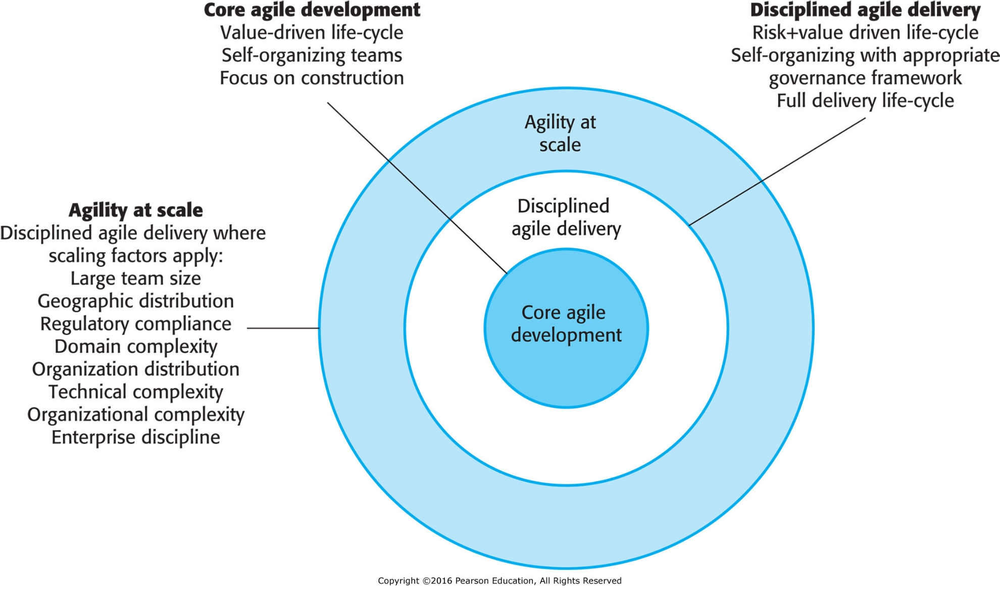 Core agile development
Value-driven life-cycle
Self-organizing teams
Focus on construction
Disciplined agile delivery
Risk+value driven life-cycle
Self-organizing with appropriate
governance framework
Full delivery life-cycle
Agility at
scale
Disciplined
agile delivery
Core agile
development
Agility at scale
Disciplined agile delivery where
scaling factors apply:
Large team size
Geographic distribution
Regulatory compliance
Domain complexity
Organization distribution
Technical complexity
Organizational complexity
Enterprise discipline
Copyright ©2016 Pearson Education, All Rights Reserved